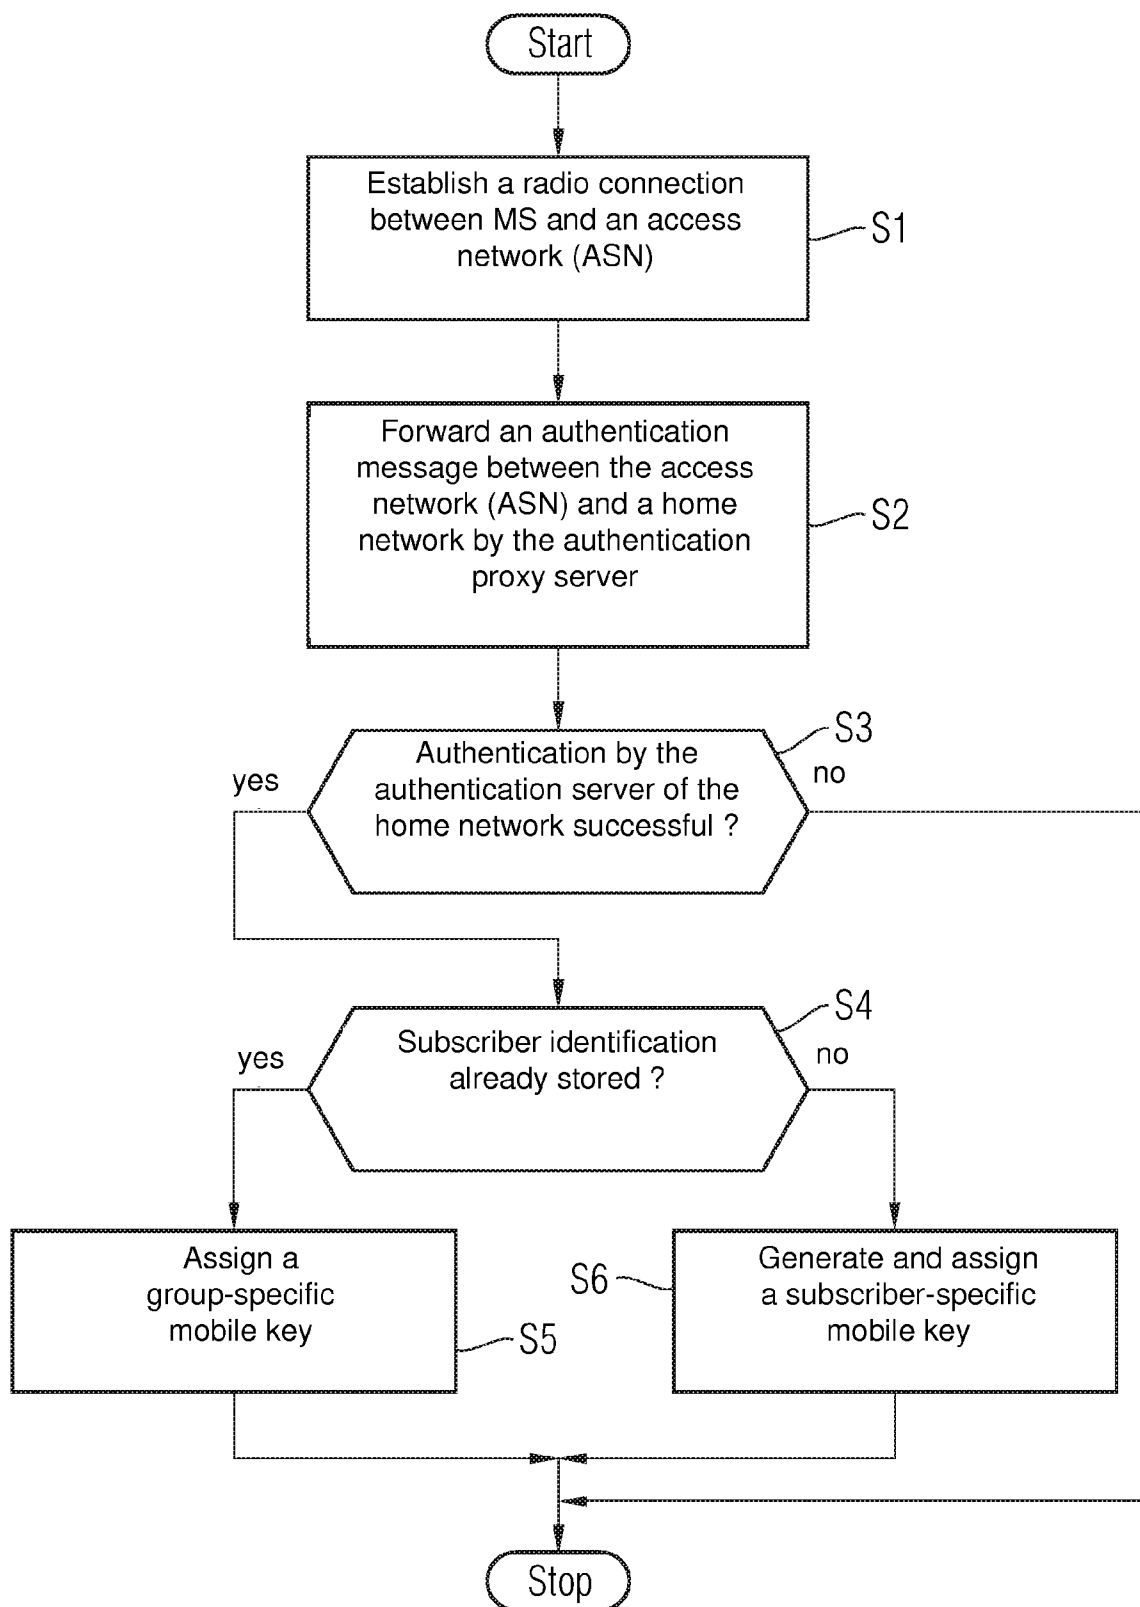 Start
Establish a radio connection
between MS and an access
network (ASN)
S1
Forward an authentication
message between the access
network (ASN) and a home
network by the authentication
proxy server
S2
S3
Authentication by the
authentication server of the
home network successful ?
yes
no
S4
Subscriber identification
already stored ?
yes
no
Assign a
group-specific
mobile key
S5
S6
Generate and assign
a subscriber-specific
mobile key
Stop